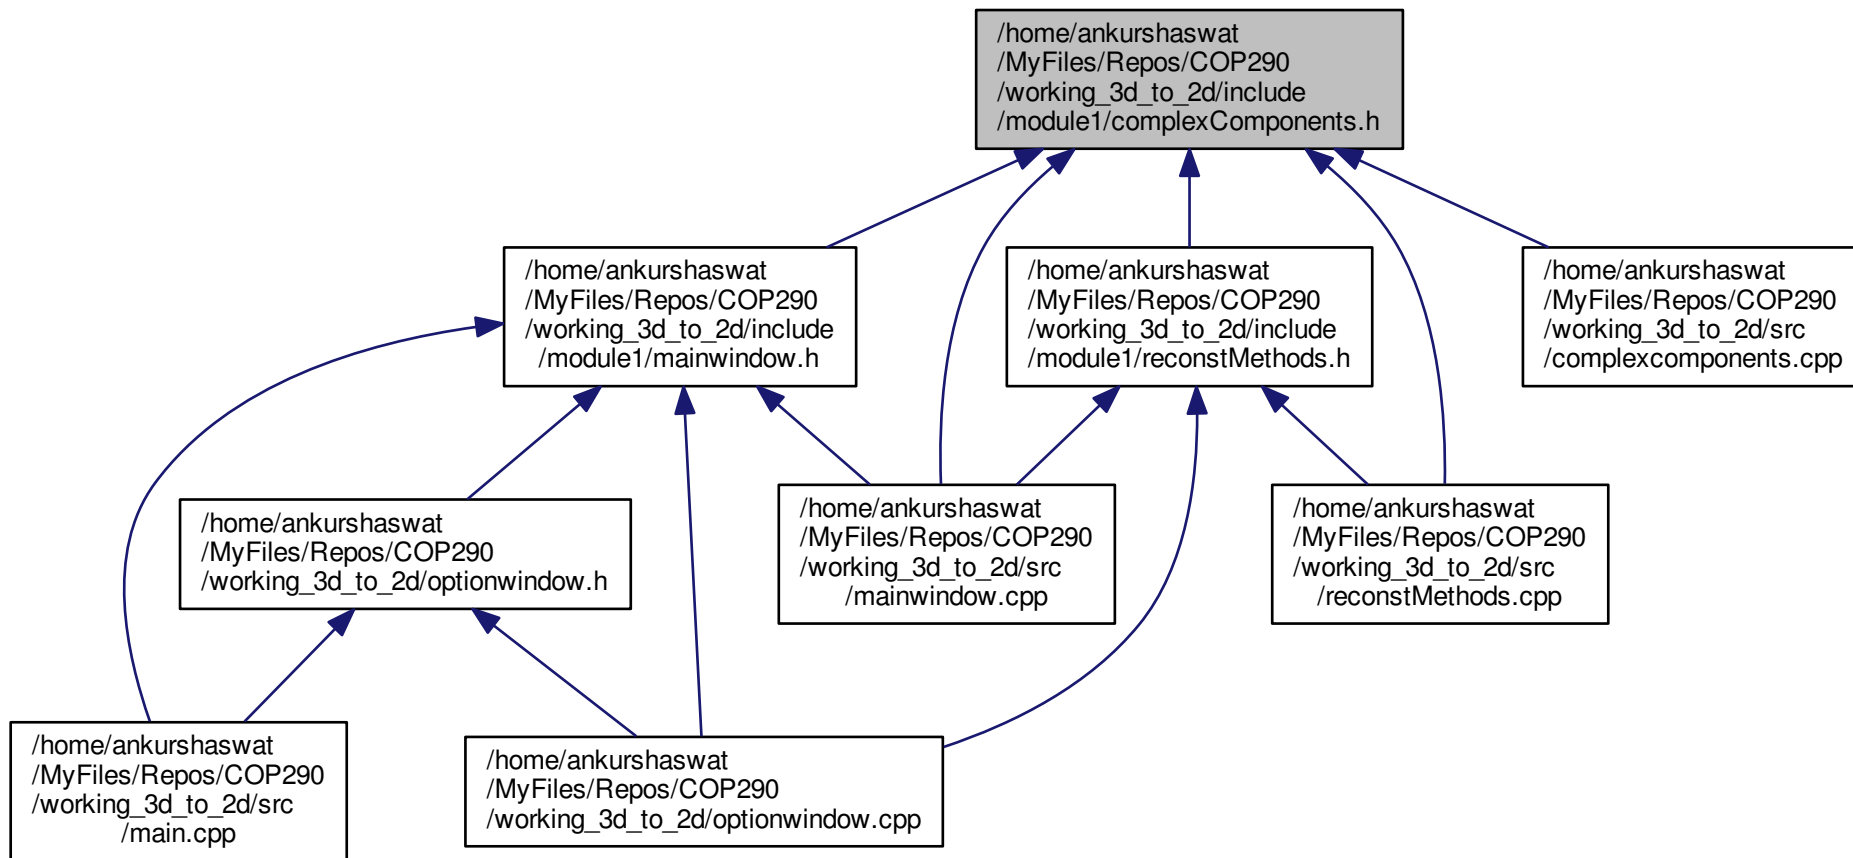 /home/ankurshaswat
/MyFiles/Repos/COP290
/working_3d_to_2d/include
/module1/complexComponents.h
/home/ankurshaswat
/MyFiles/Repos/COP290
/working_3d_to_2d/include
/module1/mainwindow.h
/home/ankurshaswat
/MyFiles/Repos/COP290
/working_3d_to_2d/include
/module1/reconstMethods.h
/home/ankurshaswat
/MyFiles/Repos/COP290
/working_3d_to_2d/src
/complexcomponents.cpp
/home/ankurshaswat
/MyFiles/Repos/COP290
/working_3d_to_2d/optionwindow.h
/home/ankurshaswat
/MyFiles/Repos/COP290
/working_3d_to_2d/src
/mainwindow.cpp
/home/ankurshaswat
/MyFiles/Repos/COP290
/working_3d_to_2d/src
/reconstMethods.cpp
/home/ankurshaswat
/MyFiles/Repos/COP290
/working_3d_to_2d/src
/main.cpp
/home/ankurshaswat
/MyFiles/Repos/COP290
/working_3d_to_2d/optionwindow.cpp